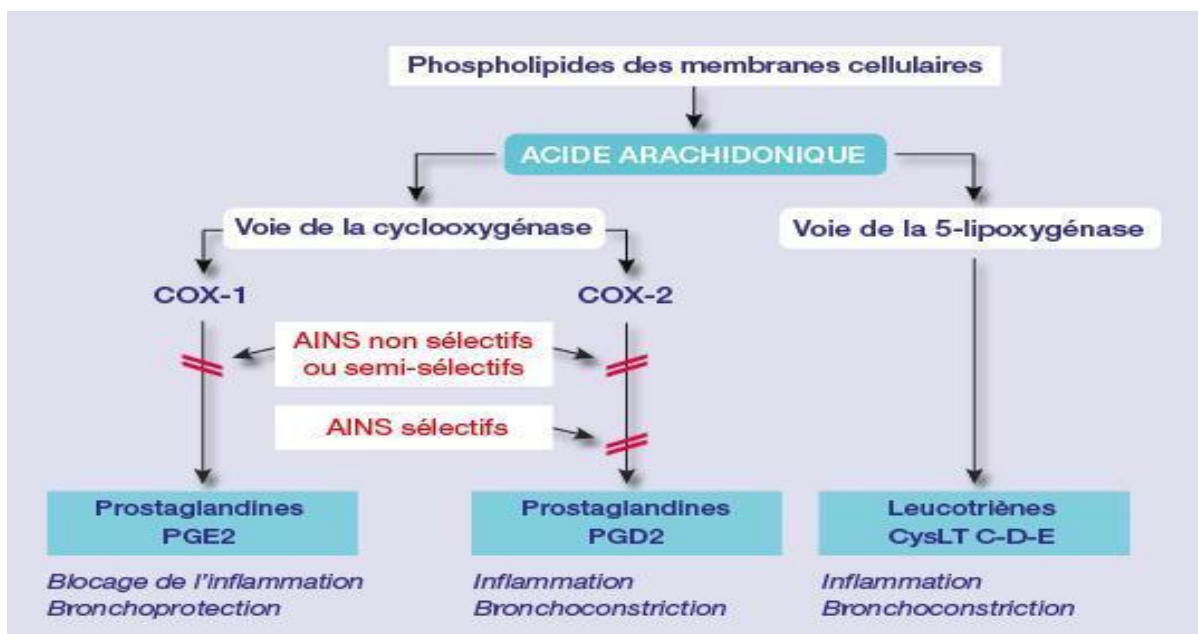 Phospholipides des membranes cellulaires
ACIDE ARACHIDONIQUE
Voie de la cyclooxygénase
Voie de la 5-lipoxygénase
COX-1
COX-2
AINS non sélectifs
ou semi-sélectifs
AINS sélectifs
Prostaglandines
PGE2
Prostaglandines
PGD2
Leucotriènes
CysLT C-D-E
Blocage de l'inflammation
Bronchoprotection
Inflammation
Bronchoconstriction
Inflammation
Bronchoconstriction